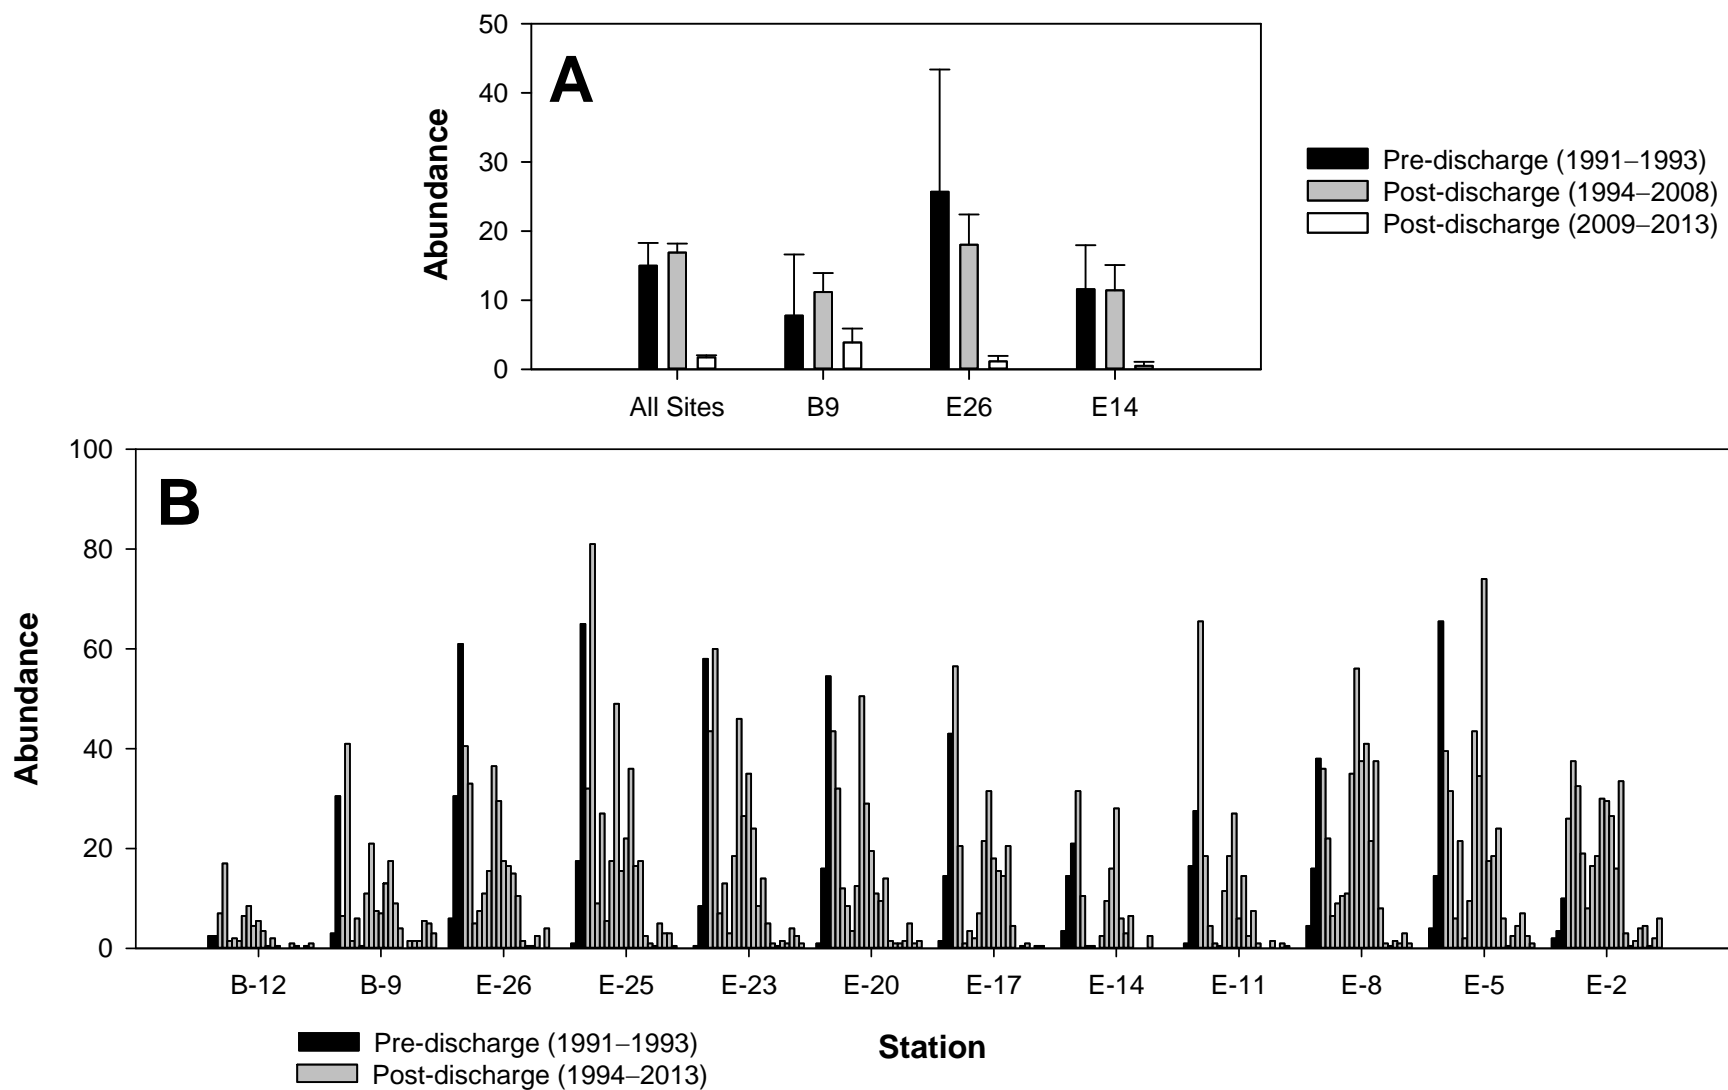 50
40
30
20
10
0
Abundance
A
Pre-discharge (1991–1993)
Post-discharge (1994–2008)
Post-discharge (2009–2013)
All Sites B9 E26 E14
100
80
60
40
20
0
Abundance
B
B-12 B-9 E-26 E-25 E-23 E-20 E-17 E-14 E-11 E-8 E-5 E-2
Station
Pre-discharge (1991–1993)
Post-discharge (1994–2013)